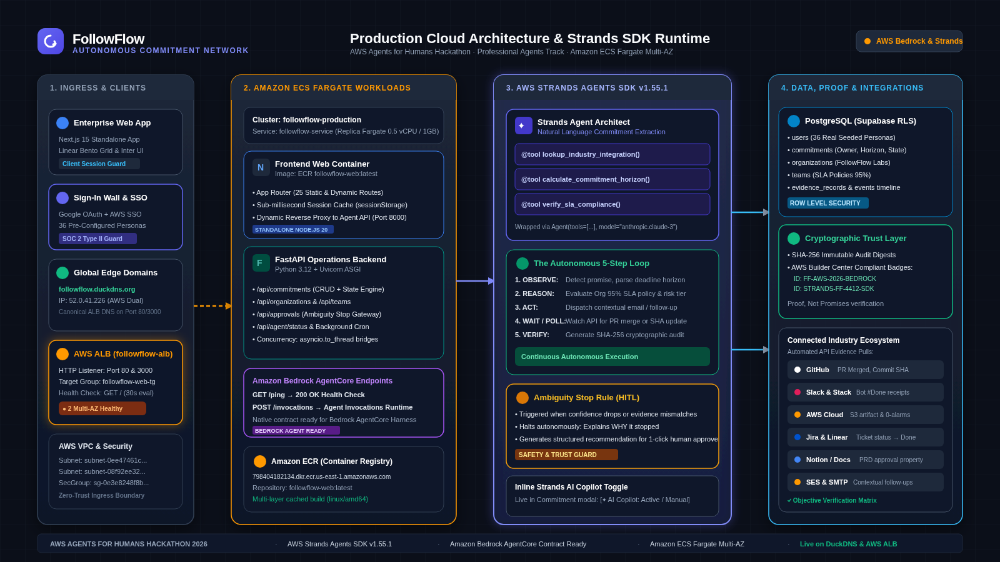 FollowFlow
AUTONOMOUS COMMITMENT NETWORK
Production Cloud Architecture & Strands SDK Runtime
AWS Agents for Humans Hackathon · Professional Agents Track · Amazon ECS Fargate Multi-AZ
AWS Bedrock & Strands
1. INGRESS & CLIENTS
Enterprise Web App
Next.js 15 Standalone App
Linear Bento Grid & Inter UI
Client Session Guard
Sign-In Wall & SSO
Google OAuth + AWS SSO
36 Pre-Configured Personas
SOC 2 Type II Guard
Global Edge Domains
followflow.duckdns.org
IP: 52.0.41.226 (AWS Dual)
Canonical ALB DNS on Port 80/3000
AWS ALB (followflow-alb)
HTTP Listener: Port 80 & 3000
Target Group: followflow-web-tg
Health Check: GET / (30s eval)
● 2 Multi-AZ Healthy
AWS VPC & Security
Subnet: subnet-0ee47461c...
Subnet: subnet-08f92ee32...
SecGroup: sg-0e3e8248f8b...
Zero-Trust Ingress Boundary
2. AMAZON ECS FARGATE WORKLOADS
Cluster: followflow-production
Service: followflow-service (Replica Fargate 0.5 vCPU / 1GB)
N
Frontend Web Container
Image: ECR followflow-web:latest
• App Router (25 Static & Dynamic Routes)
• Sub-millisecond Session Cache (sessionStorage)
• Dynamic Reverse Proxy to Agent API (Port 8000)
STANDALONE NODE.JS 20
F
FastAPI Operations Backend
Python 3.12 + Uvicorn ASGI
• /api/commitments (CRUD + State Engine)
• /api/organizations & /api/teams
• /api/approvals (Ambiguity Stop Gateway)
• /api/agent/status & Background Cron
• Concurrency: asyncio.to_thread bridges
Amazon Bedrock AgentCore Endpoints
GET /ping → 200 OK Health Check
POST /invocations → Agent Invocations Runtime
Native contract ready for Bedrock AgentCore Harness
BEDROCK AGENT READY
Amazon ECR (Container Registry)
798404182134.dkr.ecr.us-east-1.amazonaws.com
Repository: followflow-web:latest
Multi-layer cached build (linux/amd64)
3. AWS STRANDS AGENTS SDK v1.55.1
✦
Strands Agent Architect
Natural Language Commitment Extraction
@tool lookup_industry_integration()
@tool calculate_commitment_horizon()
@tool verify_sla_compliance()
Wrapped via Agent(tools=[...], model="anthropic.claude-3")
The Autonomous 5-Step Loop
1. OBSERVE: Detect promise, parse deadline horizon
2. REASON: Evaluate Org 95% SLA policy & risk tier
3. ACT: Dispatch contextual email / follow-up
4. WAIT / POLL: Watch API for PR merge or SHA update
5. VERIFY: Generate SHA-256 cryptographic audit
Continuous Autonomous Execution
Ambiguity Stop Rule (HITL)
• Triggered when confidence drops or evidence mismatches
• Halts autonomously: Explains WHY it stopped
• Generates structured recommendation for 1-click human approve
SAFETY & TRUST GUARD
Inline Strands AI Copilot Toggle
Live in Commitment modal: [✦ AI Copilot: Active / Manual]
4. DATA, PROOF & INTEGRATIONS
PostgreSQL (Supabase RLS)
• users (36 Real Seeded Personas)
• commitments (Owner, Horizon, State)
• organizations (FollowFlow Labs)
• teams (SLA Policies 95%)
• evidence_records & events timeline
ROW LEVEL SECURITY
Cryptographic Trust Layer
• SHA-256 Immutable Audit Digests
• AWS Builder Center Compliant Badges:
ID: FF-AWS-2026-BEDROCK
ID: STRANDS-FF-4412-SDK
Proof, Not Promises verification
Connected Industry Ecosystem
Automated API Evidence Pulls:
GitHub PR Merged, Commit SHA
Slack & Stack Bot #Done receipts
AWS Cloud S3 artifact & 0-alarms
Jira & Linear Ticket status → Done
Notion / Docs PRD approval property
SES & SMTP Contextual follow-ups
✓ Objective Verification Matrix
AWS AGENTS FOR HUMANS HACKATHON 2026 · AWS Strands Agents SDK v1.55.1 · Amazon Bedrock AgentCore Contract Ready · Amazon ECS Fargate Multi-AZ · Live on DuckDNS & AWS ALB